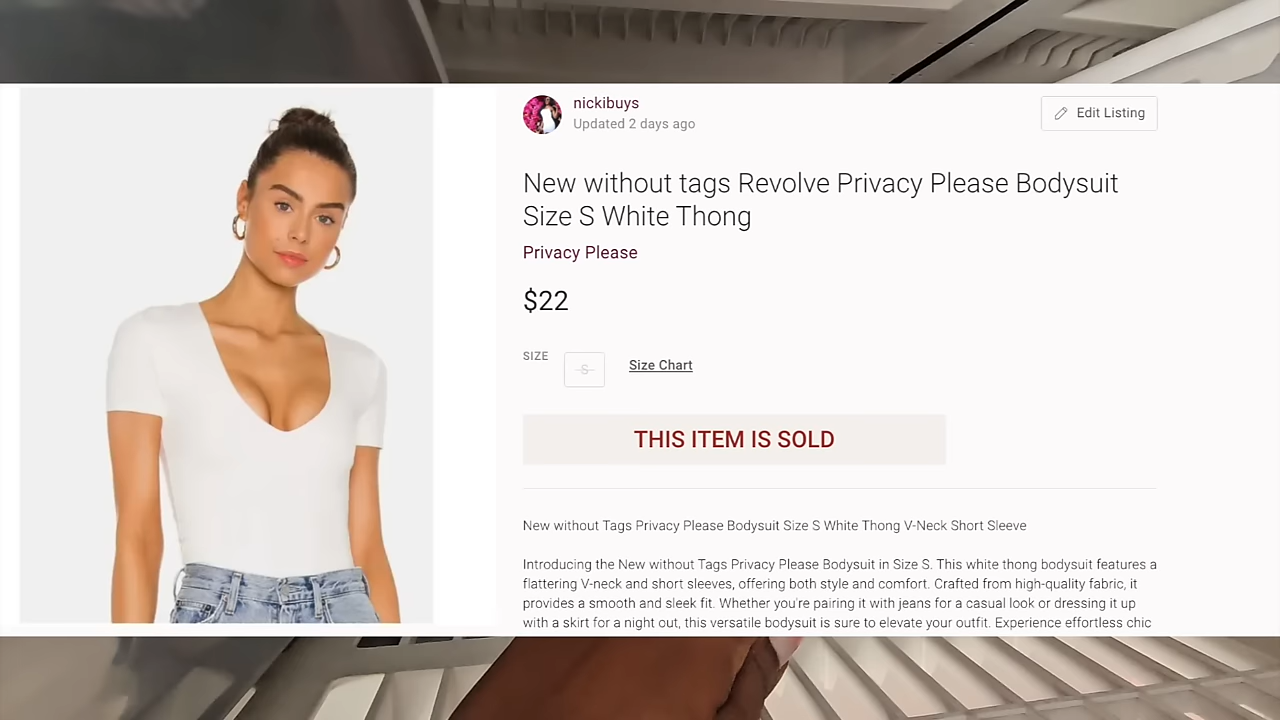 nickibuys
Updated 2 days ago
Edit Listing
New without tags Revolve Privacy Please Bodysuit
Size S White Thong
Privacy Please
$22
SIZE
S
Size Chart
THIS ITEM IS SOLD
New without Tags Privacy Please Bodysuit Size S White Thong V-Neck Short Sleeve
Introducing the New without Tags Privacy Please Bodysuit in Size S. This white thong bodysuit features a
flattering V-neck and short sleeves, offering both style and comfort. Crafted from high-quality fabric, it
provides a smooth and sleek fit. Whether you're pairing it with jeans for a casual look or dressing it up
with a skirt for a night out, this versatile bodysuit is sure to elevate your outfit. Experience effortless chic